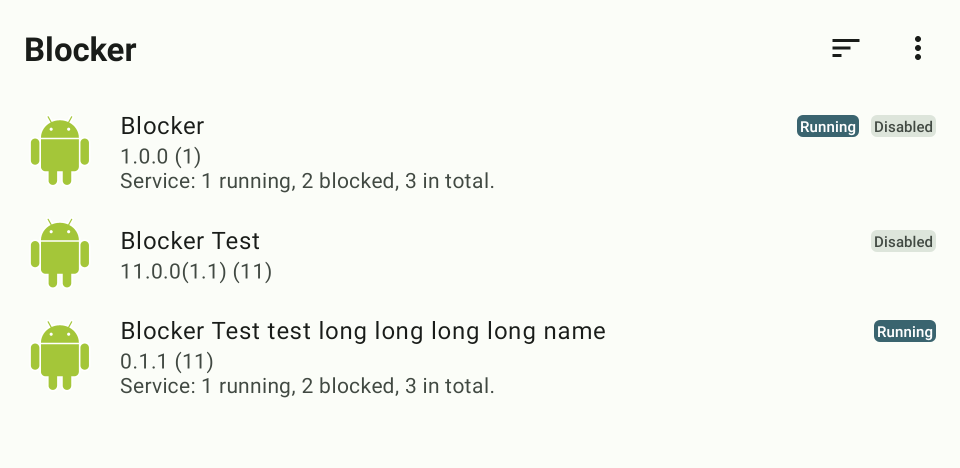 Blocker
Blocker
Running
Disabled
1.0.0 (1)
Service: 1 running, 2 blocked, 3 in total.
Blocker Test
Disabled
11.0.0(1.1) (11)
Blocker Test test long long long long name
Running
0.1.1 (11)
Service: 1 running, 2 blocked, 3 in total.